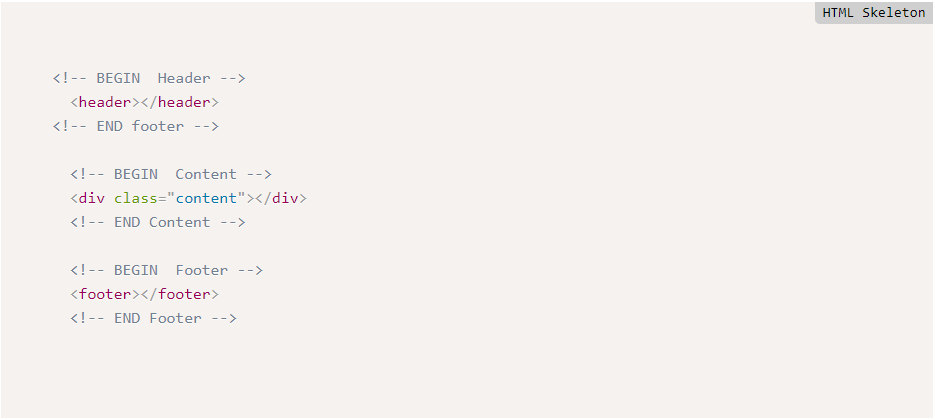 HTML Skeleton
<!-- BEGIN  Header -->
<header></header>
<!-- END footer -->
<!-- BEGIN  Content -->
<div class="content"></div>
<!-- END Content -->
<!-- BEGIN  Footer -->
<footer></footer>
<!-- END Footer -->